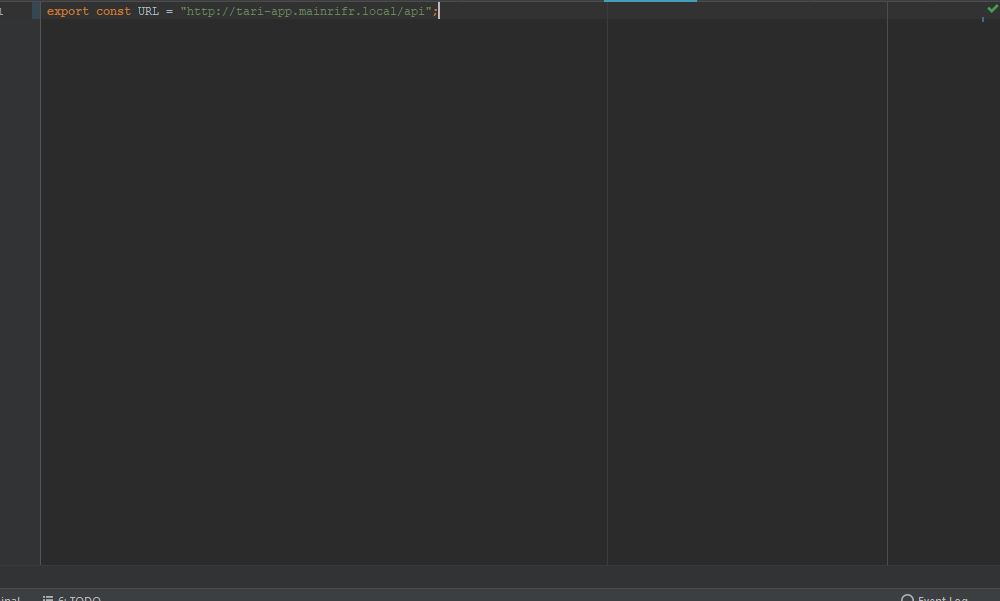 1
export const URL = "http://tari-app.mainrifr.local/api";
6: TODO
Event Log